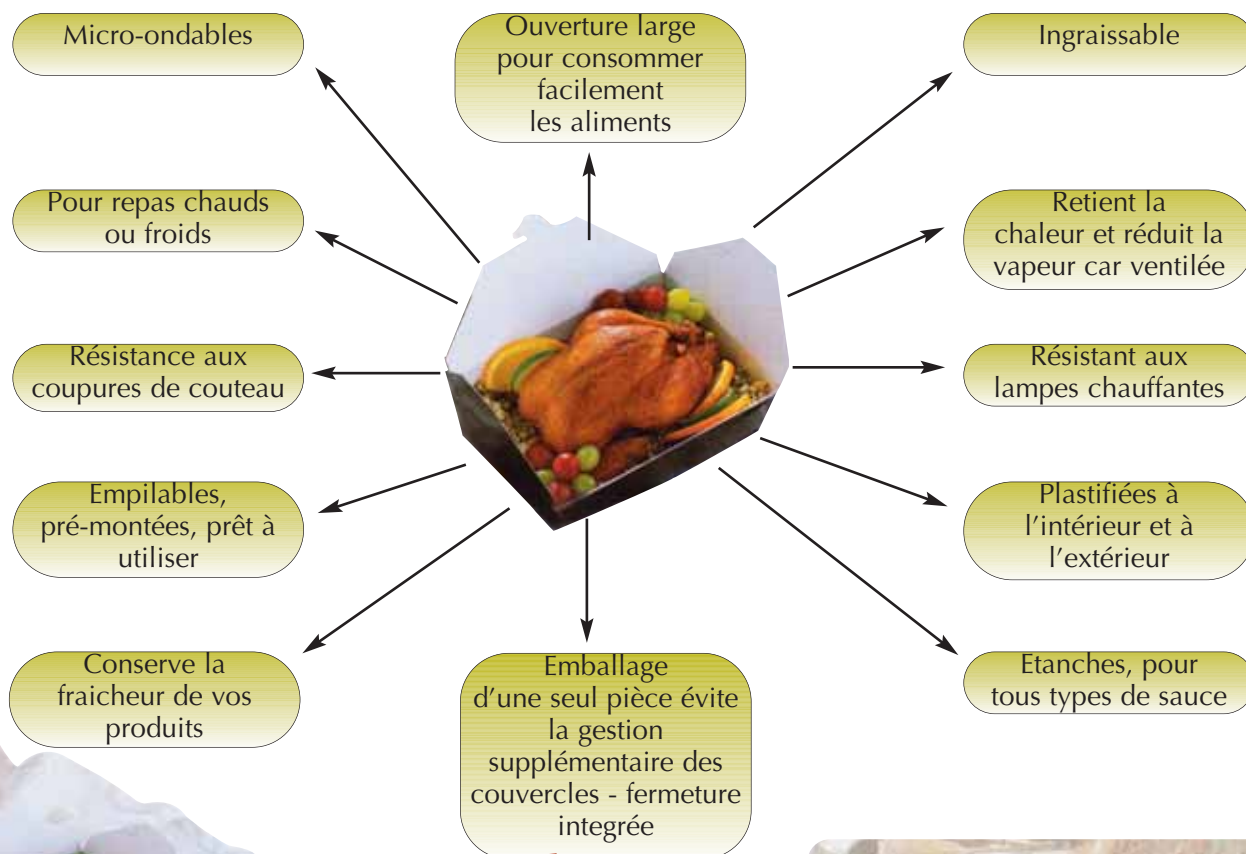 Micro-ondables
Ouverture large
pour consommer
facilement
les aliments
Ingraissable
Pour repas chauds
ou froids
Retient la
chaleur et réduit la
vapeur car ventilée
Résistance aux
coupures de couteau
Résistant aux
lampes chauffantes
Empilables,
pré-montées, prêt à
utiliser
Plastifiées à
l'intérieur et à
l'extérieur
Conserve la
fraicheur de vos
produits
Emballage
d'une seul pièce évite
la gestion
supplémentaire des
couvercles - fermeture
integrée
Etanches, pour
tous types de sauce